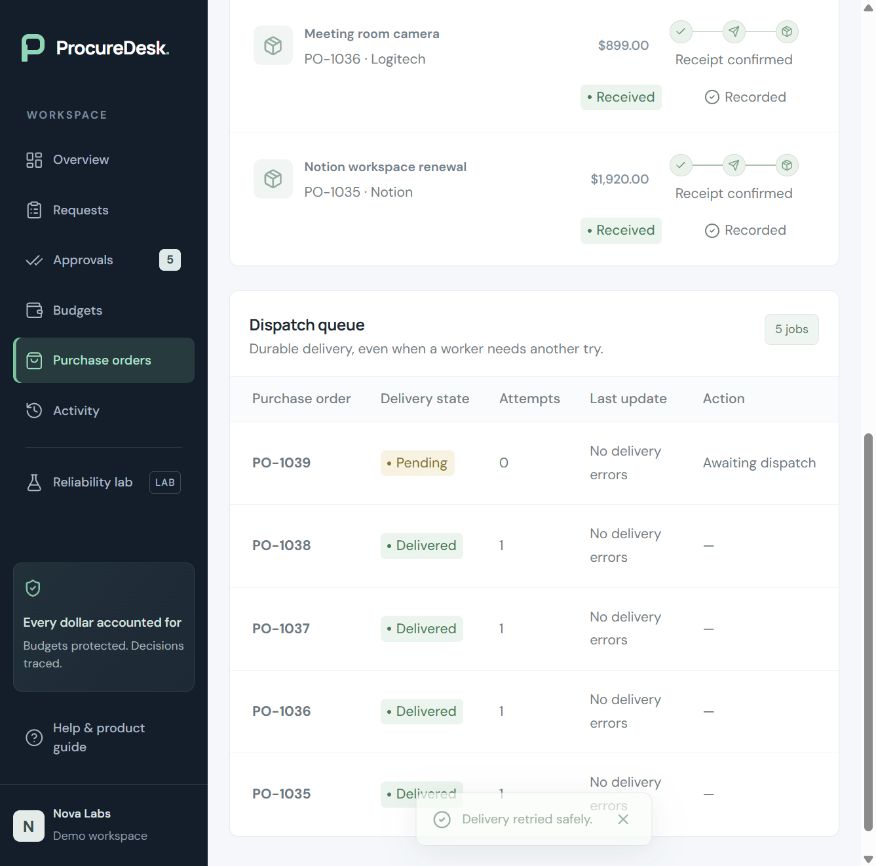 ProcureDesk.
WORKSPACE
Overview
Requests
Approvals
5
Budgets
Purchase orders
Activity
Reliability lab
LAB
Every dollar accounted for
Budgets protected. Decisions
traced.
Help & product
guide
N
Nova Labs
Demo workspace
Meeting room camera
PO-1036 · Logitech
$899.00
Receipt confirmed
• Received
Recorded
Notion workspace renewal
PO-1035 · Notion
$1,920.00
Receipt confirmed
• Received
Recorded
Dispatch queue
Durable delivery, even when a worker needs another try.
5 jobs
Purchase order Delivery state Attempts Last update Action
PO-1039 • Pending 0 No delivery
errors
Awaiting dispatch
PO-1038 • Delivered 1 No delivery
errors
—
PO-1037 • Delivered 1 No delivery
errors
—
PO-1036 • Delivered 1 No delivery
errors
—
PO-1035 • Delivered 1 No delivery
errors
Delivery retried safely.